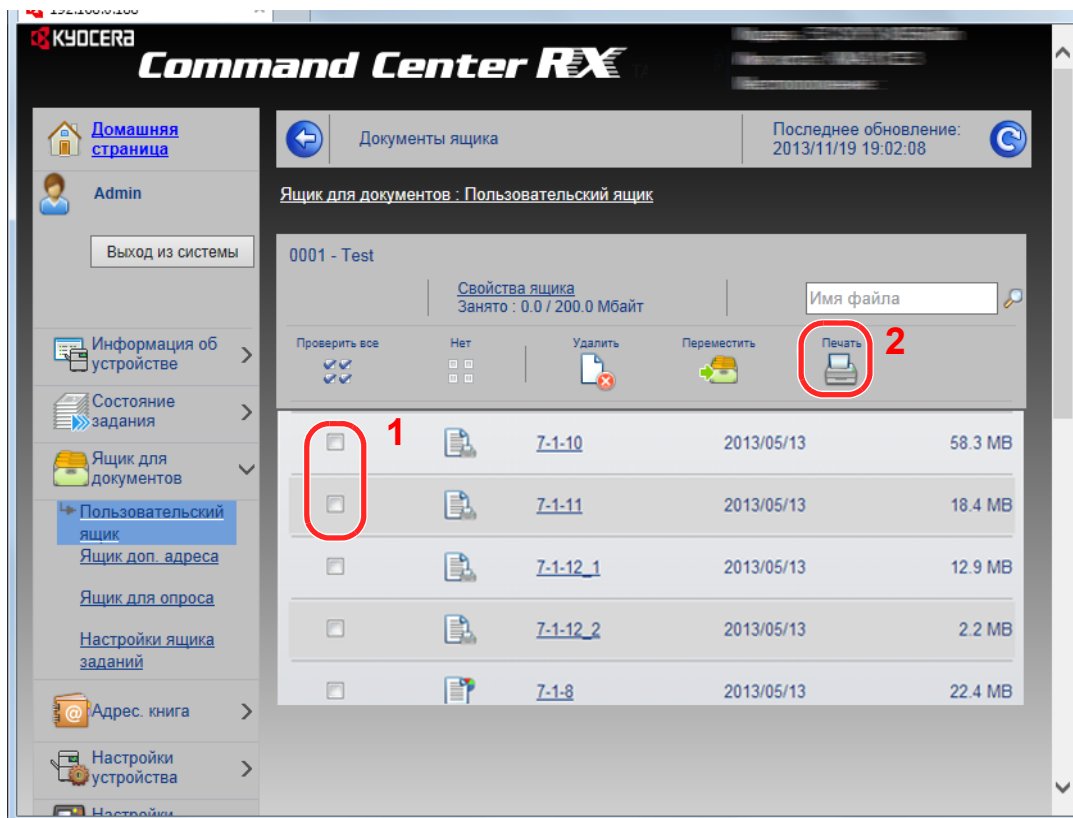 KYOCERA
Command Center RX
Домашняя
страница
Документы ящика
Последнее обновление:
2013/11/19 19:02:08
Admin
Ящик для документов : Пользовательский ящик
Выход из системы
0001 - Test
Свойства ящика
Занято : 0.0 / 200.0 Мбайт
Имя файла
Информация об
устройстве
Проверить все
Нет
Удалить
Переместить
Печать
2
Состояние
задания
1
7-1-10 2013/05/13 58.3 MB
Ящик для
документов
7-1-11 2013/05/13 18.4 MB
Пользовательский
ящик
Ящик доп. адреса
7-1-12_1 2013/05/13 12.9 MB
Ящик для опроса
Настройки ящика
заданий
7-1-12_2 2013/05/13 2.2 MB
7-1-8 2013/05/13 22.4 MB
Адрес. книга
Настройки
устройства
Настройки